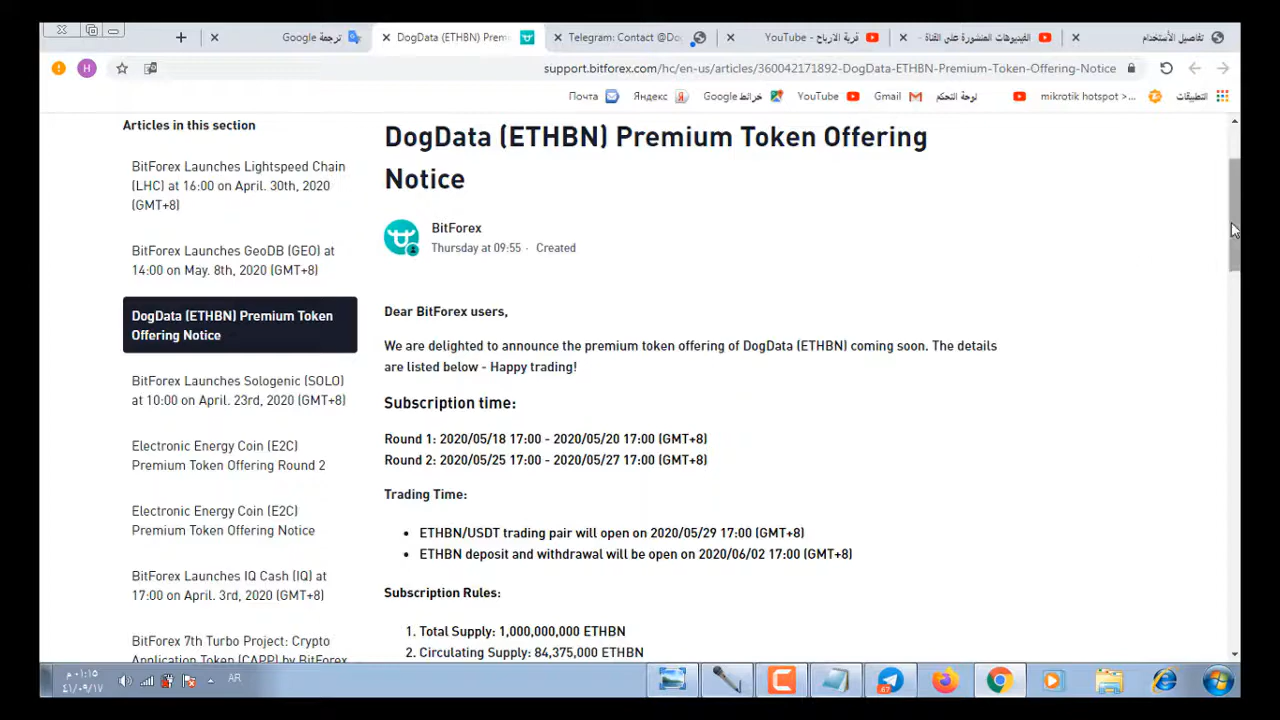 Google ترجمة
DogData (ETHBN) Prem
Telegram: Contact @Do
قرية الارباح - YouTube
الفيديوهات المنشورة على القناة -
تفاصيل الأستخدام
H
support.bitforex.com/hc/en-us/articles/360042171892-DogData-ETHBN-Premium-Token-Offering-Notice
Почта
Яндекс
خرائط Google
YouTube
Gmail
لوحة التحكم
mikrotik hotspot >...
التطبيقات
Articles in this section
BitForex Launches Lightspeed Chain
(LHC) at 16:00 on April. 30th, 2020
(GMT+8)
BitForex Launches GeoDB (GEO) at
14:00 on May. 8th, 2020 (GMT+8)
DogData (ETHBN) Premium Token
Offering Notice
BitForex Launches Sologenic (SOLO)
at 10:00 on April. 23rd, 2020 (GMT+8)
Electronic Energy Coin (E2C)
Premium Token Offering Round 2
Electronic Energy Coin (E2C)
Premium Token Offering Notice
BitForex Launches IQ Cash (IQ) at
17:00 on April. 3rd, 2020 (GMT+8)
BitForex 7th Turbo Project: Crypto
Application Token (CAPP) by BitForex
DogData (ETHBN) Premium Token Offering
Notice
BitForex
Thursday at 09:55 · Created
Dear BitForex users,
We are delighted to announce the premium token offering of DogData (ETHBN) coming soon. The details
are listed below - Happy trading!
Subscription time:
Round 1: 2020/05/18 17:00 - 2020/05/20 17:00 (GMT+8)
Round 2: 2020/05/25 17:00 - 2020/05/27 17:00 (GMT+8)
Trading Time:
• ETHBN/USDT trading pair will open on 2020/05/29 17:00 (GMT+8)
• ETHBN deposit and withdrawal will be open on 2020/06/02 17:00 (GMT+8)
Subscription Rules:
1. Total Supply: 1,000,000,000 ETHBN
2. Circulating Supply: 84,375,000 ETHBN
٠١:١٥ م
٤١/٠٩/١٧
AR